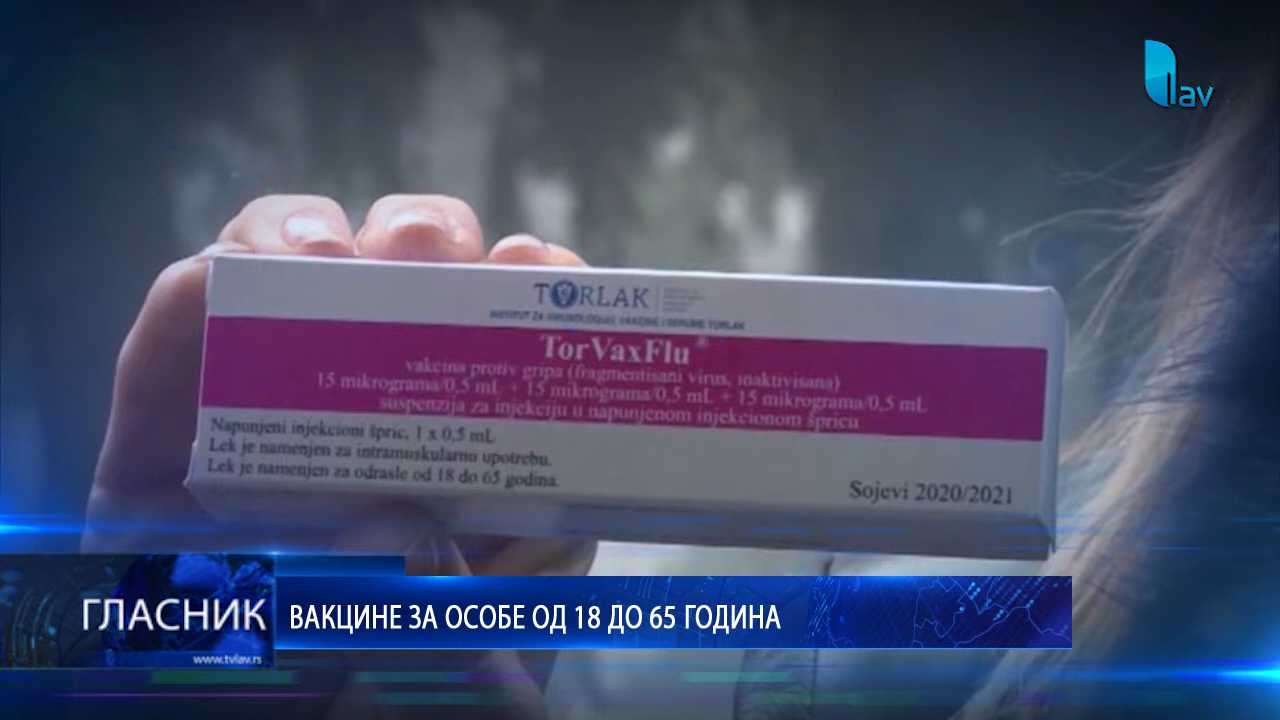 lav
TORLAK
INSTITUT ZA VIRUSOLOGIJU, VAKCINE I SERUME TORLAK
TorVaxFlu®
vakcina protiv gripa (fragmentisani virus, inaktivisana)
15 mikrograma/0,5 mL + 15 mikrograma/0,5 mL + 15 mikrograma/0,5 mL
suspenzija za injekciju u napunjenom injekcionom špricu
Napunjeni injekcioni špric, 1 x 0,5 mL
Lek je namenjen za intramuskularnu upotrebu.
Lek je namenjen za odrasle od 18 do 65 godina.
Sojevi 2020/2021
ГЛАСНИК
ВАКЦИНЕ ЗА ОСОБЕ ОД 18 ДО 65 ГОДИНА
www.tvlav.rs